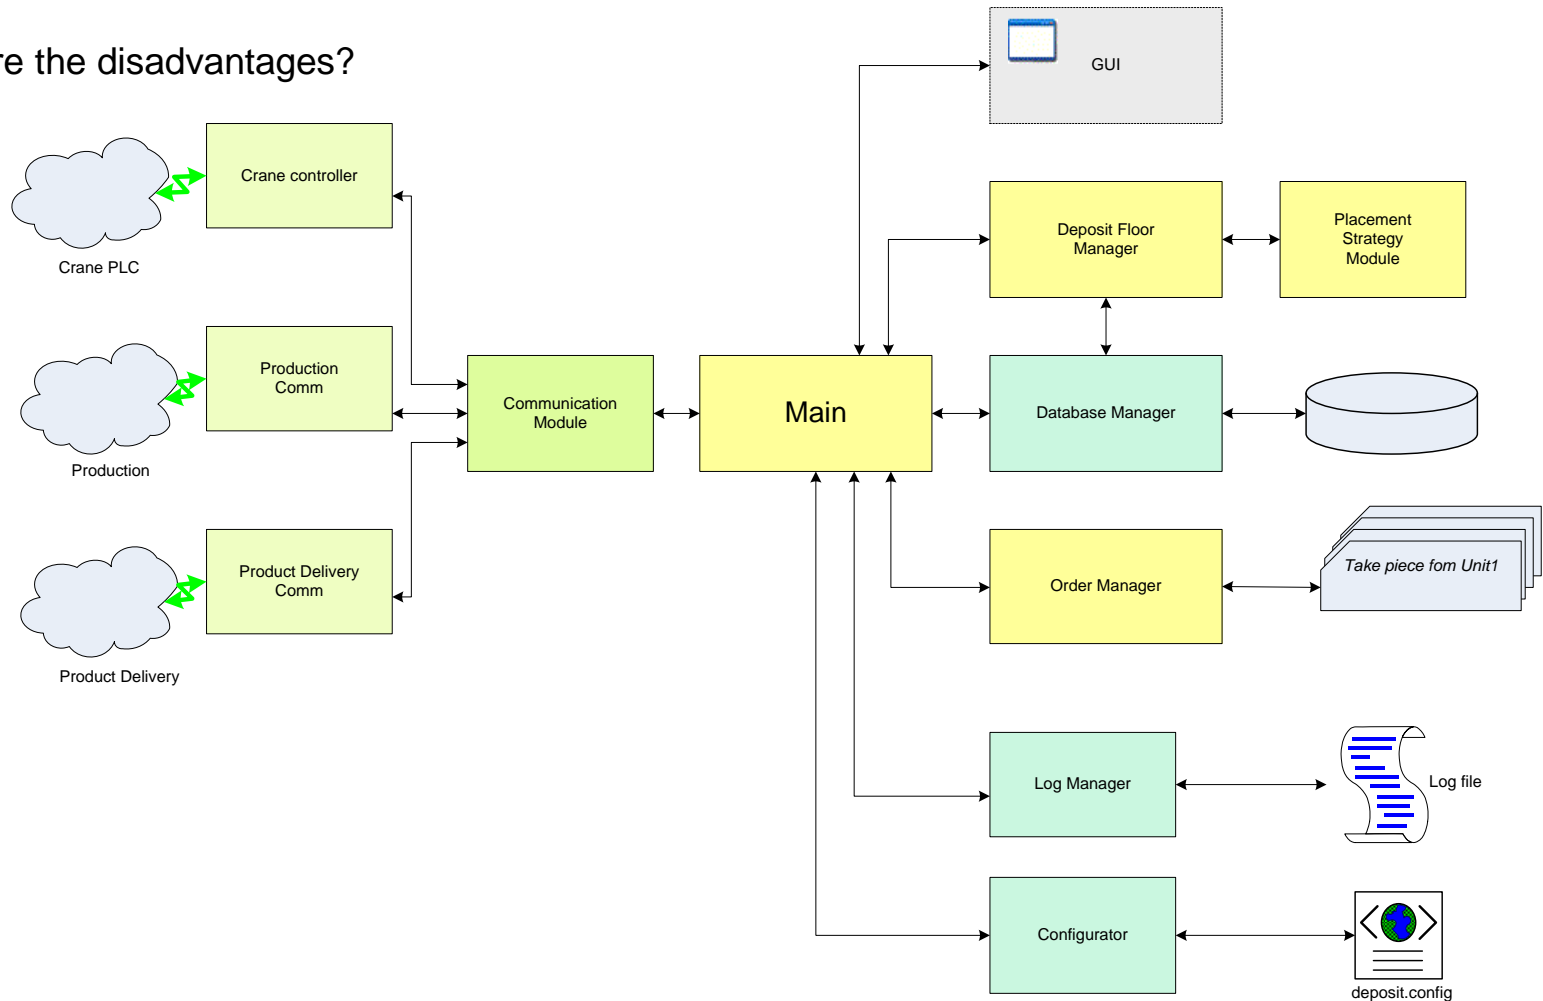 re the disadvantages?
GUI
Crane controller
Crane PLC
Deposit Floor
Manager
Placement
Strategy
Module
Production
Comm
Production
Communication
Module
Main
Database Manager
Product Delivery
Comm
Product Delivery
Order Manager
Take piece fom Unit1
Log Manager
Log file
Configurator
deposit.config